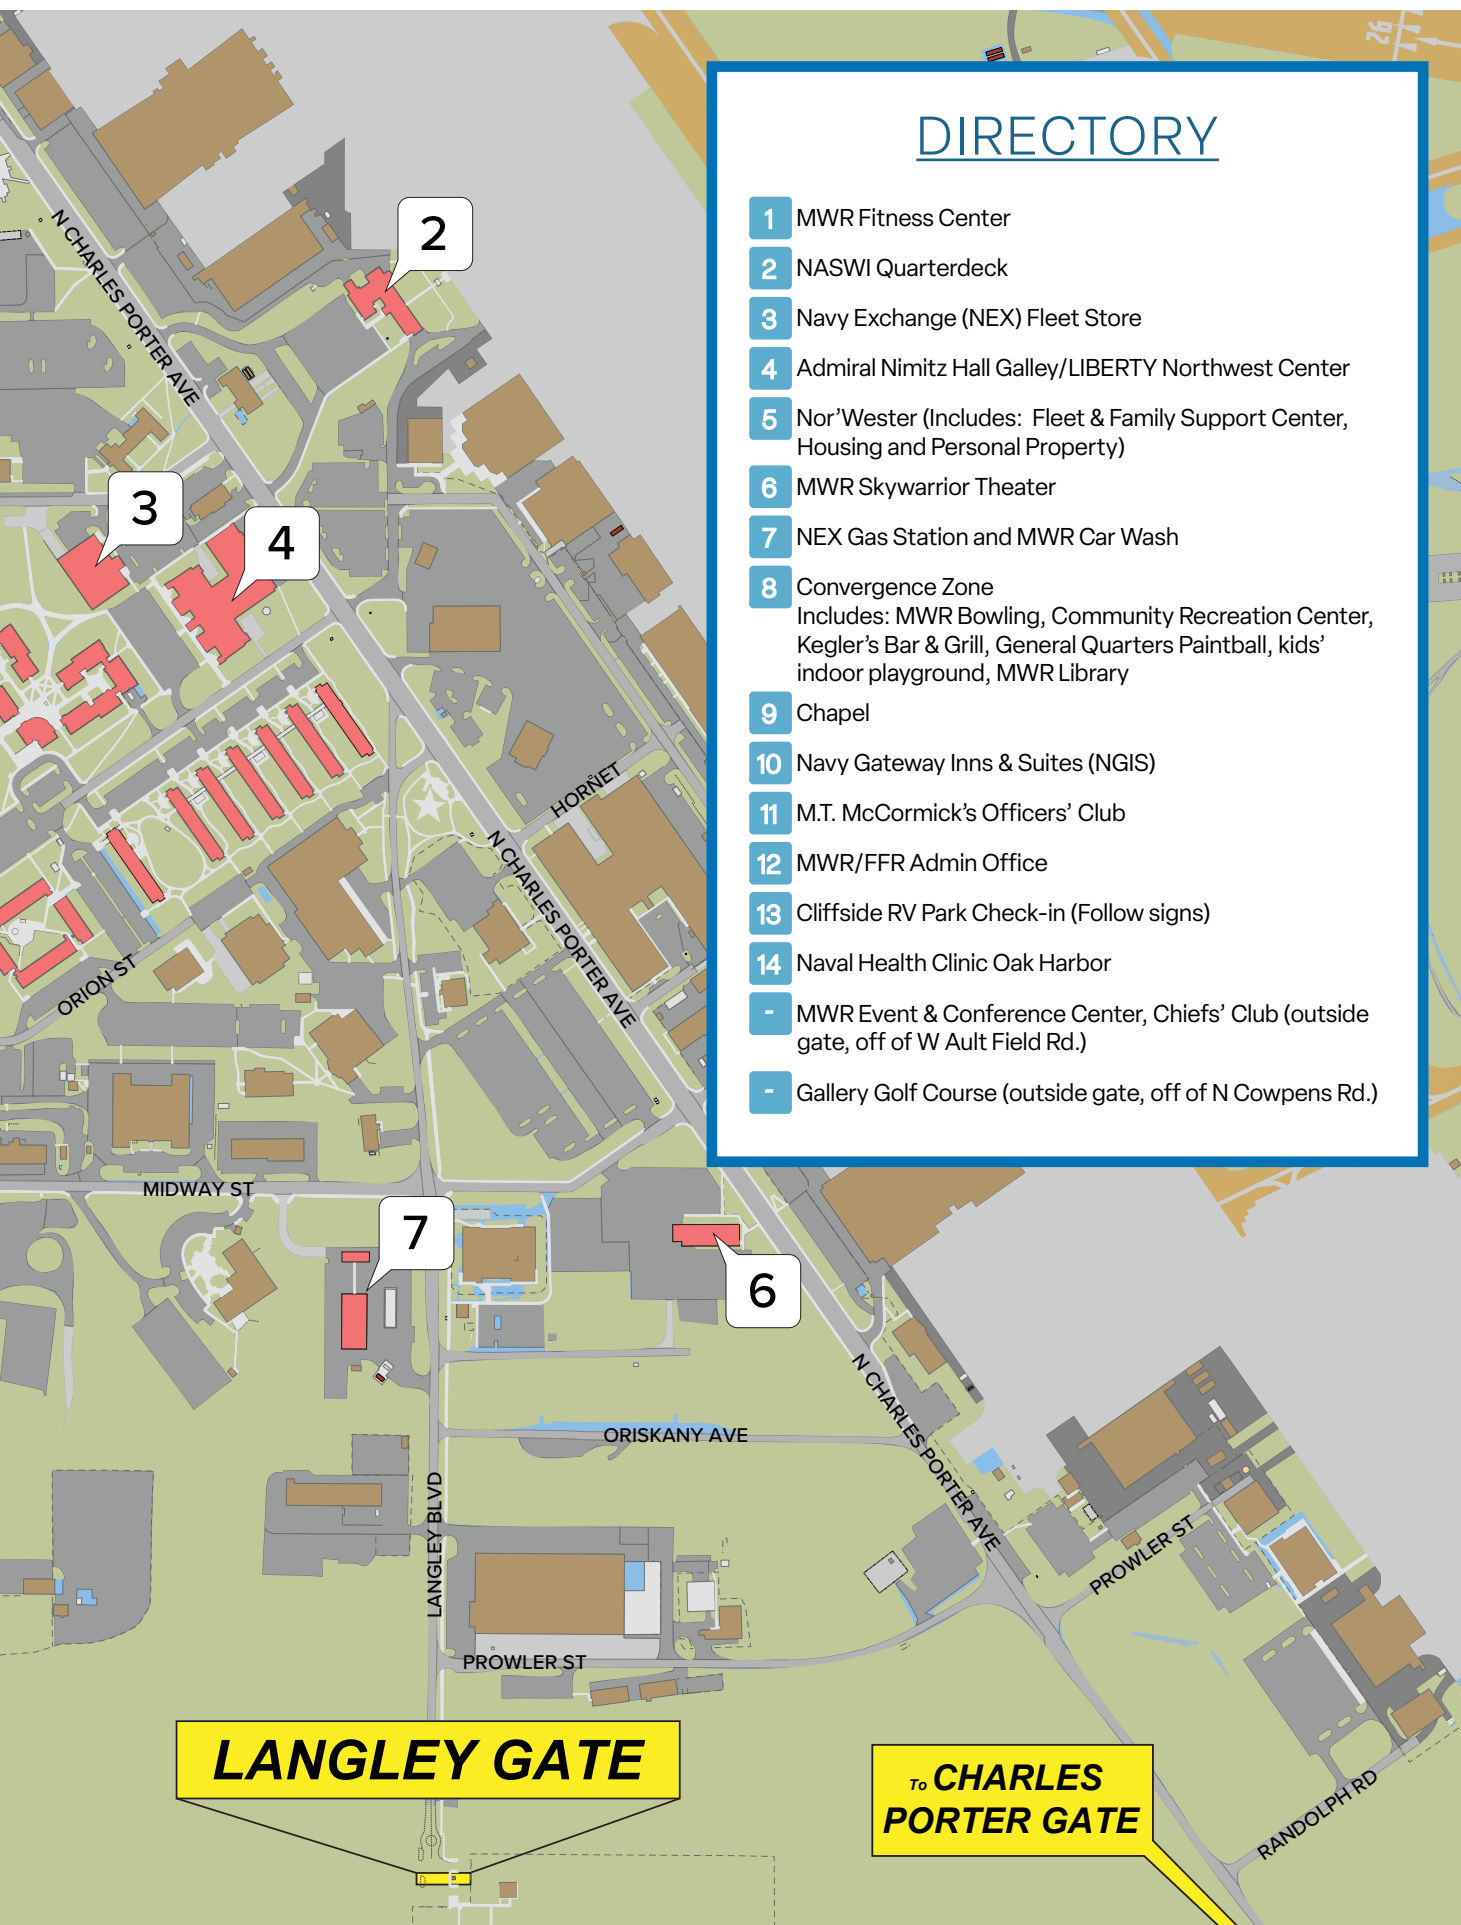 26
DIRECTORY
1 MWR Fitness Center
2 NASWI Quarterdeck
3 Navy Exchange (NEX) Fleet Store
4 Admiral Nimitz Hall Galley/LIBERTY Northwest Center
5 Nor'Wester (Includes: Fleet & Family Support Center,
Housing and Personal Property)
6 MWR Skywarrior Theater
7 NEX Gas Station and MWR Car Wash
8 Convergence Zone
Includes: MWR Bowling, Community Recreation Center,
Kegler's Bar & Grill, General Quarters Paintball, kids'
indoor playground, MWR Library
9 Chapel
10 Navy Gateway Inns & Suites (NGIS)
11 M.T. McCormick's Officers' Club
12 MWR/FFR Admin Office
13 Cliffside RV Park Check-in (Follow signs)
14 Naval Health Clinic Oak Harbor
- MWR Event & Conference Center, Chiefs' Club (outside
gate, off of W Ault Field Rd.)
- Gallery Golf Course (outside gate, off of N Cowpens Rd.)
2
N CHARLES PORTER AVE
3
4
HORNET
N CHARLES PORTER AVE
ORION ST
MIDWAY ST
7
6
N CHARLES PORTER AVE
ORISKANY AVE
LANGLEY BLVD
PROWLER ST
PROWLER ST
LANGLEY GATE
To CHARLES
PORTER GATE
RANDOLPH RD